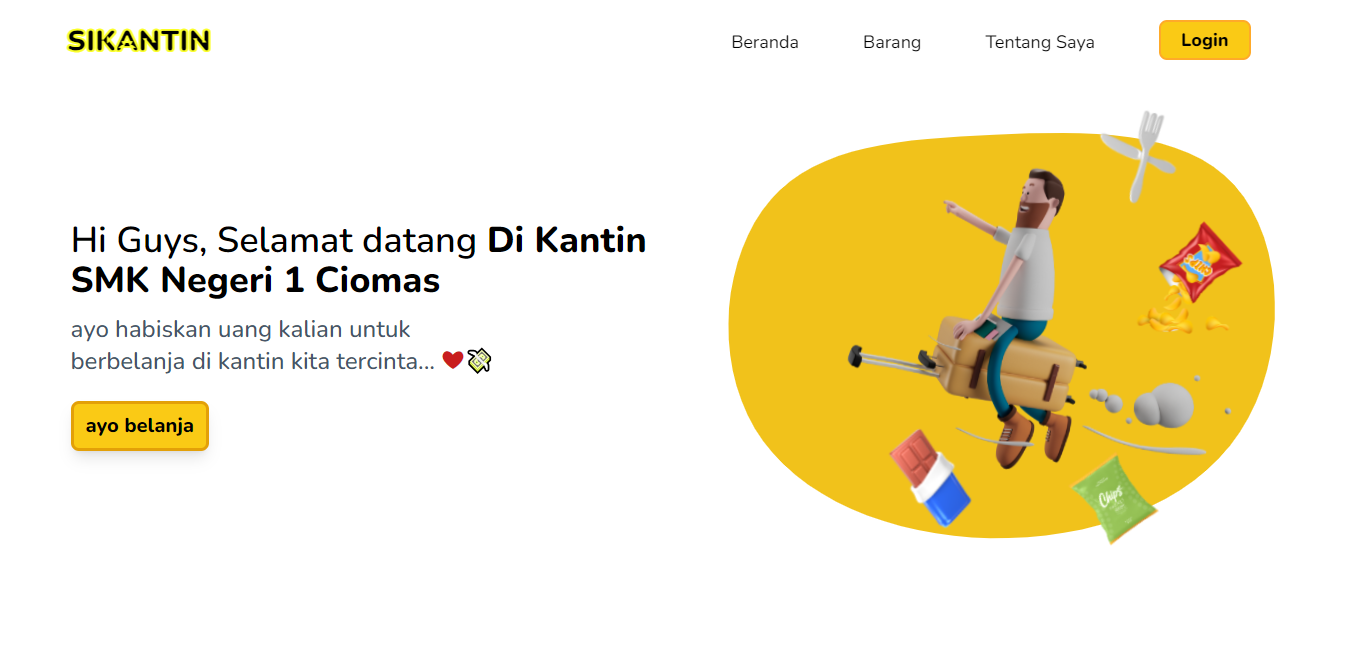 SIKANTIN
Beranda
Barang
Tentang Saya
Login
Hi Guys, Selamat datang Di Kantin
SMK Negeri 1 Ciomas
ayo habiskan uang kalian untuk
berbelanja di kantin kita tercinta... ❤️💸
ayo belanja
Chips